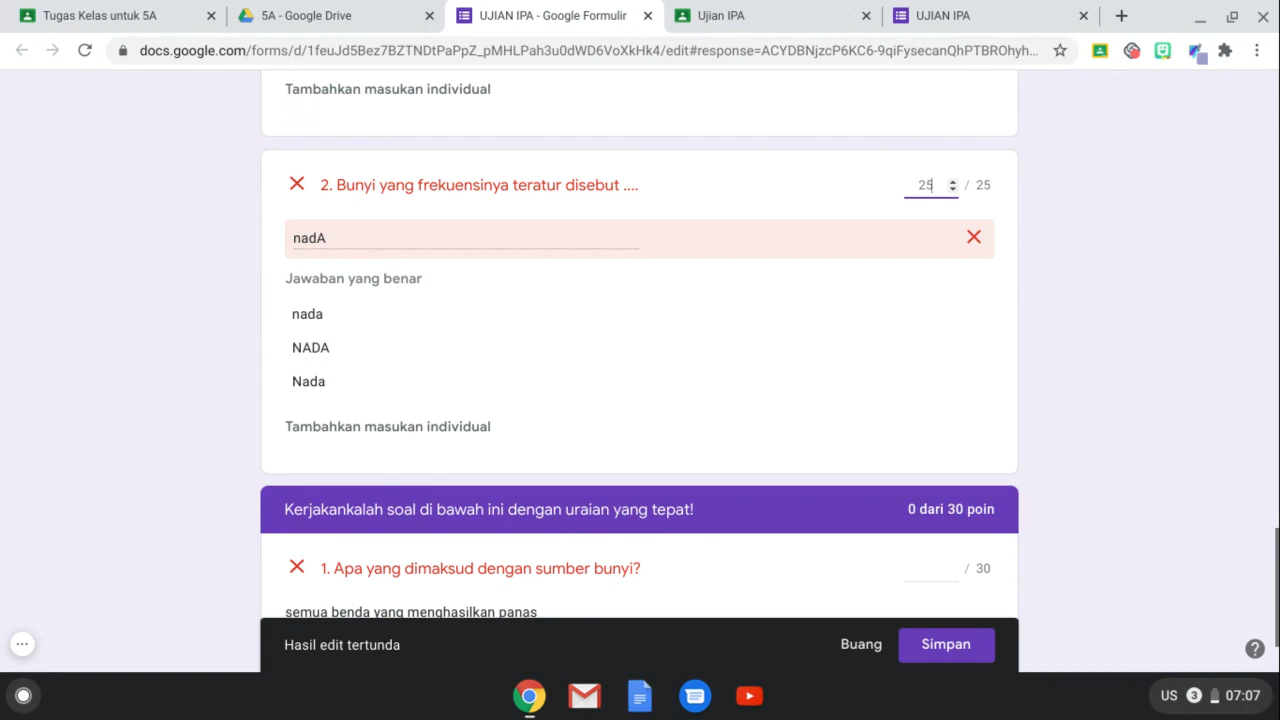 Tugas Kelas untuk 5A
5A - Google Drive
UJIAN IPA - Google Formulir
Ujian IPA
UJIAN IPA
docs.google.com/forms/d/1feuJd5Bez7BZTNDtPaPpZ_pMHLPah3u0dWD6VoXkHk4/edit#response=ACYDBNjzcP6KC6-9qiFysecanQhPTBROhyh...
Tambahkan masukan individual
2. Bunyi yang frekuensinya teratur disebut ....
25 / 25
nadA
Jawaban yang benar
nada
NADA
Nada
Tambahkan masukan individual
Kerjakankalah soal di bawah ini dengan uraian yang tepat!
0 dari 30 poin
1. Apa yang dimaksud dengan sumber bunyi?
/ 30
semua benda yang menghasilkan panas
Hasil edit tertunda
Buang
Simpan
US 3 07:07